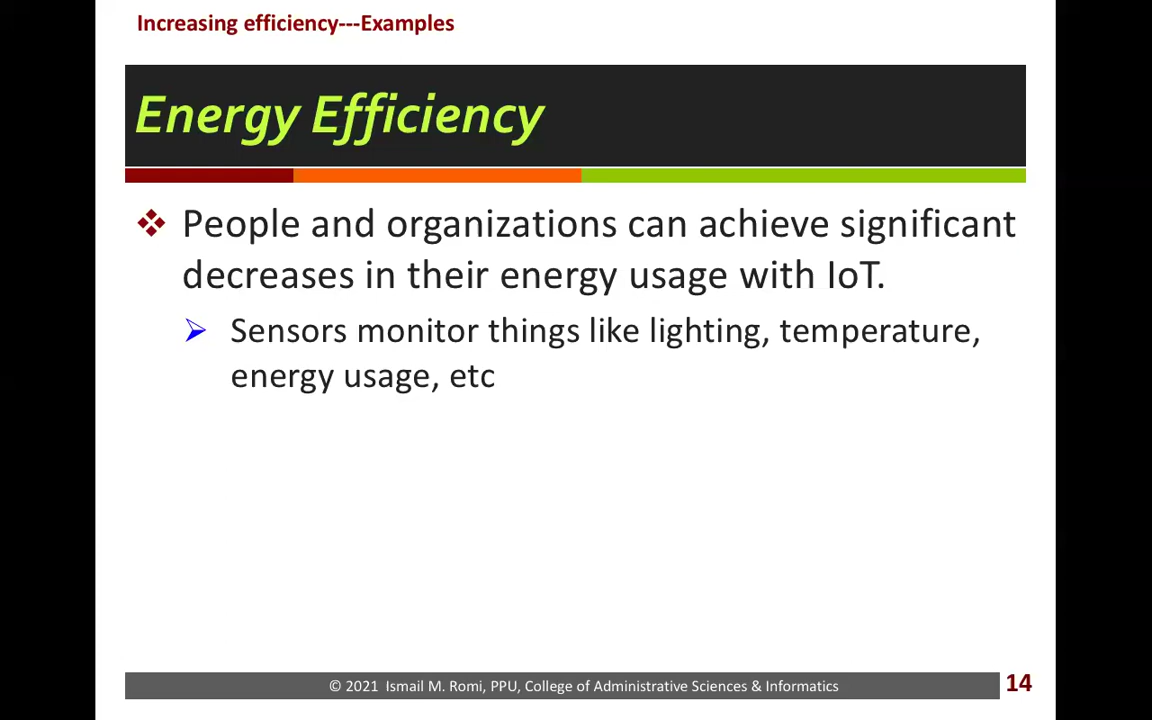 Increasing efficiency---Examples
Energy Efficiency
People and organizations can achieve significant
decreases in their energy usage with IoT.
Sensors monitor things like lighting, temperature,
energy usage, etc
© 2021 Ismail M. Romi, PPU, College of Administrative Sciences & Informatics
14